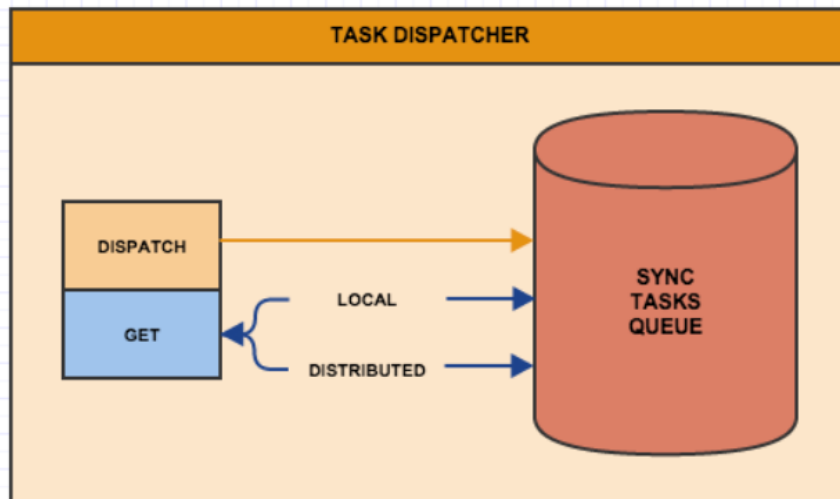 TASK DISPATCHER
DISPATCH
GET
LOCAL
DISTRIBUTED
SYNC
TASKS
QUEUE